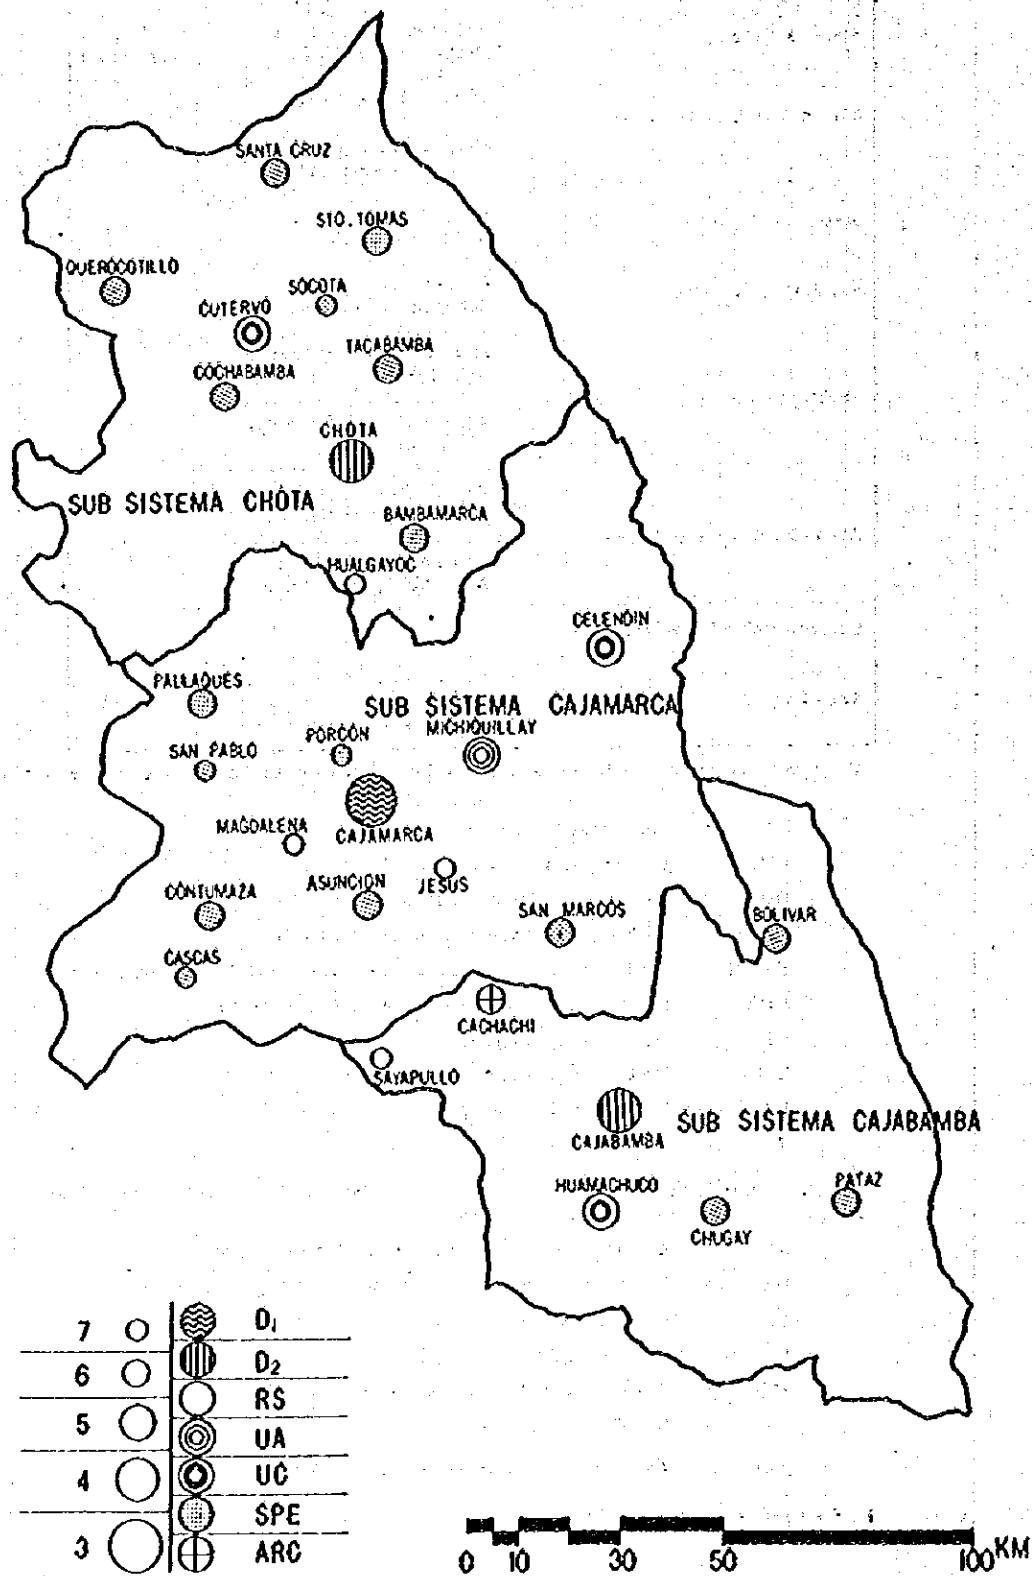 SANTA CRUZ
STO. TOMAS
QUEROCOTILLO
SOCOTA
CUTERVO
TACABAMBA
COCHABAMBA
CHOTA
SUB SISTEMA CHOTA
BAMBAMARCA
HUALGAYOC
CELENDIN
PALLAQUES
SUB SISTEMA CAJAMARCA
MICHIQUILLAY
PORCON
SAN PABLO
MAGDALENA
CAJAMARCA
ASUNCION
JESUS
CONTUMAZA
SAN MARCOS
BOLIVAR
CASCAS
CACHACHI
SAYAPULLO
SUB SISTEMA CAJABAMBA
CAJABAMBA
HUAMACHUCO
PATAZ
CHUGAY
7 D1
6 D2
RS
5 UA
4 UC
SPE
3 ARC
0 10 30 50 100 KM